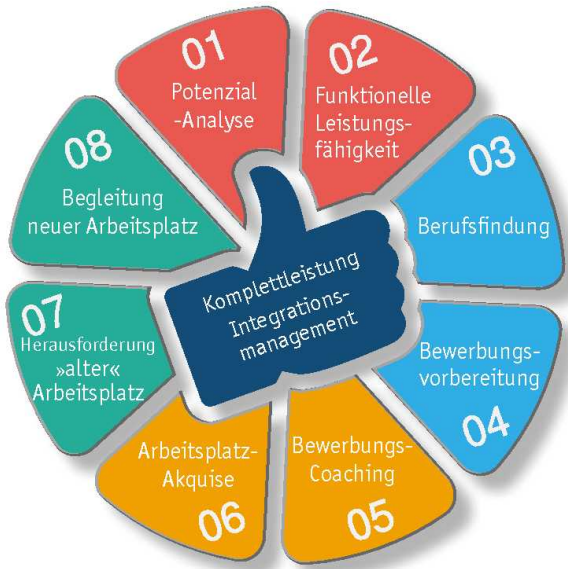 01
Potenzial
-Analyse
02
Funktionelle
Leistungs-
fähigkeit
03
Berufsfindung
Bewerbungs-
vorbereitung
04
Bewerbungs-
Coaching
05
Arbeitsplatz-
Akquise
06
07
Herausforderung
»alter«
Arbeitsplatz
08
Begleitung
neuer Arbeitsplatz
Komplettleistung
Integrations-
management